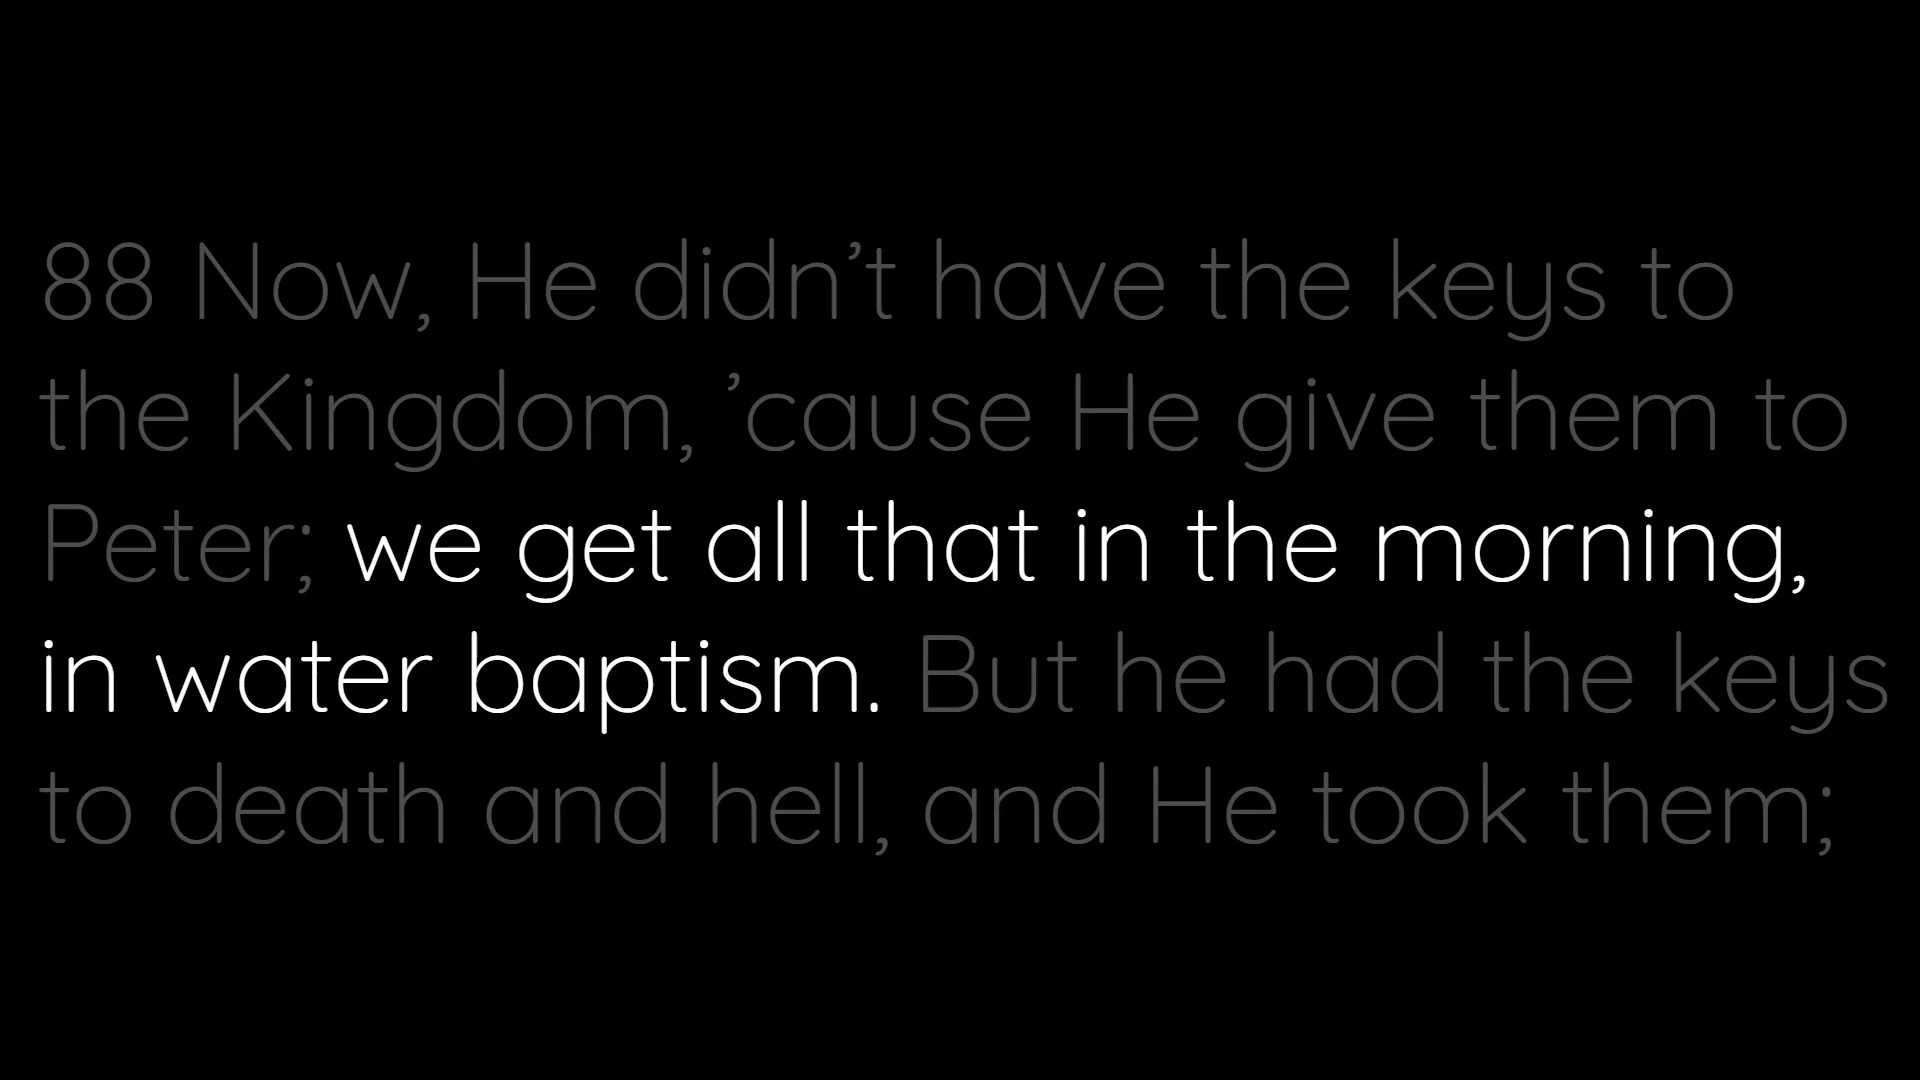 88 Now, He didn’t have the keys to
the Kingdom, ’cause He give them to
Peter; we get all that in the morning,
in water baptism. But he had the keys
to death and hell, and He took them;